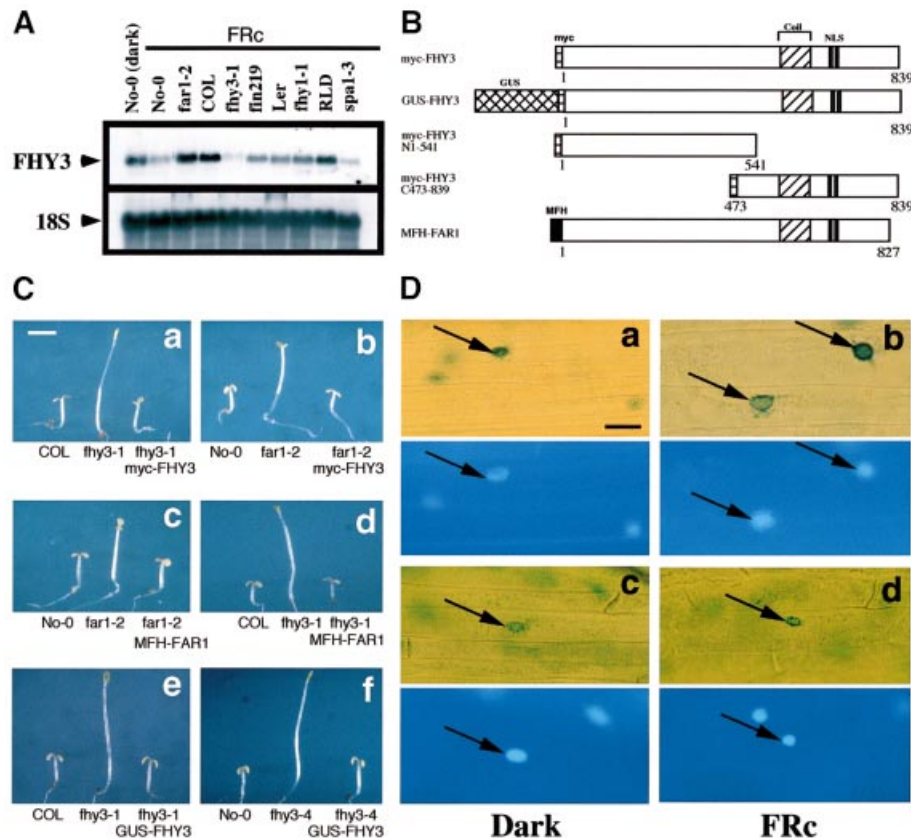 A
FRc
No-0 (dark)
No-0
far1-2
COL
fhy3-1
fin219
Ler
fhy1-1
RLD
spa1-3
FHY3
18S
B
Coil
myc
NLS
myc-FHY3
1
839
GUS
GUS-FHY3
1
839
myc-FHY3
N1-541
1
541
myc-FHY3
C473-839
473
839
MFH
MFH-FAR1
1
827
C
a
COL fhy3-1 fhy3-1
myc-FHY3
b
No-0 far1-2 far1-2
myc-FHY3
c
No-0 far1-2 far1-2
MFH-FAR1
d
COL fhy3-1 fhy3-1
MFH-FAR1
e
COL fhy3-1 fhy3-1
GUS-FHY3
f
No-0 fhy3-4 fhy3-4
GUS-FHY3
D
a
b
c
d
Dark
FRc